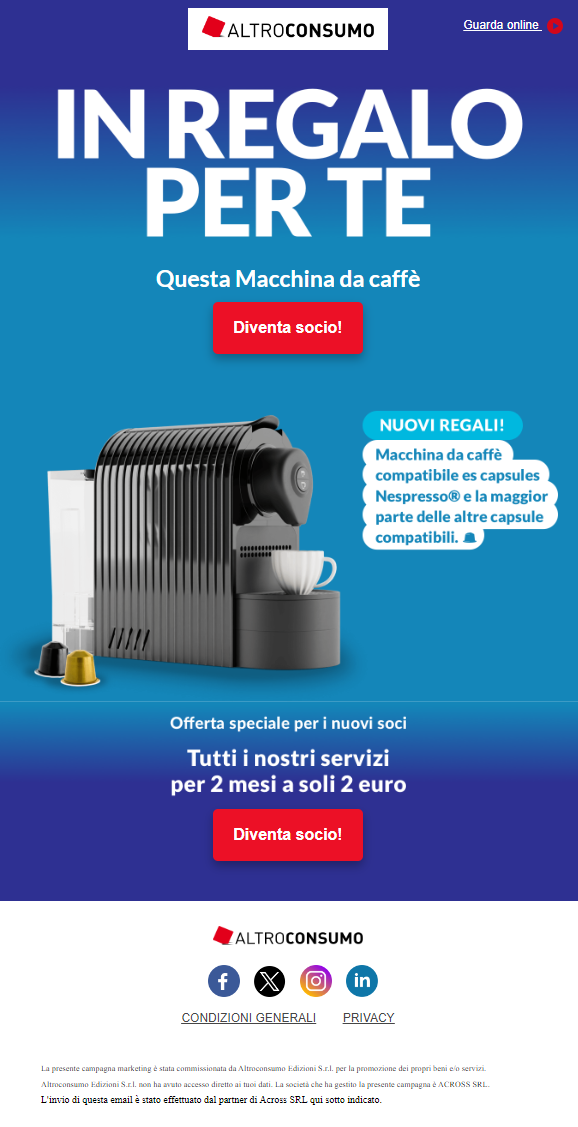 ALTROCONSUMO
Guarda online
IN REGALO
PER TE
Questa Macchina da caffè
Diventa socio!
NUOVI REGALI!
Macchina da caffè
compatibile es capsules
Nespresso® e la maggior
parte delle altre capsule
compatibili.
Offerta speciale per i nuovi soci
Tutti i nostri servizi
per 2 mesi a soli 2 euro
Diventa socio!
ALTROCONSUMO
CONDIZIONI GENERALI PRIVACY
La presente campagna marketing è stata commissionata da Altroconsumo Edizioni S.r.l. per la promozione dei propri beni e/o servizi.
Altroconsumo Edizioni S.r.l. non ha avuto accesso diretto ai tuoi dati. La società che ha gestito la presente campagna è ACROSS SRL.
L'invio di questa email è stato effettuato dal partner di Across SRL qui sotto indicato.